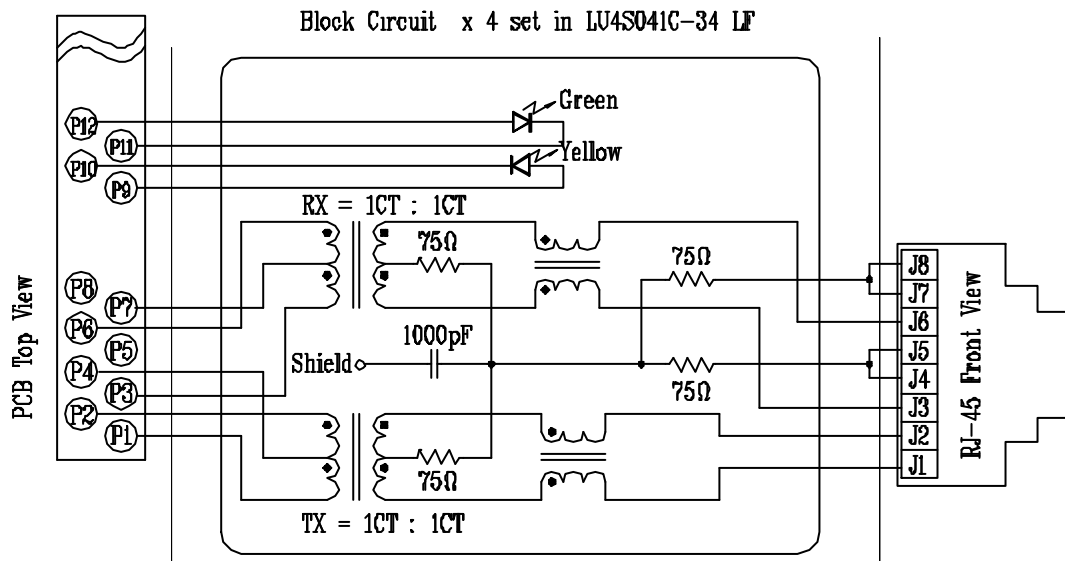 Block Circuit x 4 set in LU4S041C-34 LF
Green
P12
P11
Yellow
P10
P9
RX = 1CT : 1CT
75Ω
75Ω
J8
P8
J7
P7
J6
P6
1000pF
P5
J5
Shield
P4
J4
75Ω
P3
J3
P2
J2
P1
J1
75Ω
TX = 1CT : 1CT
PCB Top View
RJ-45 Front View